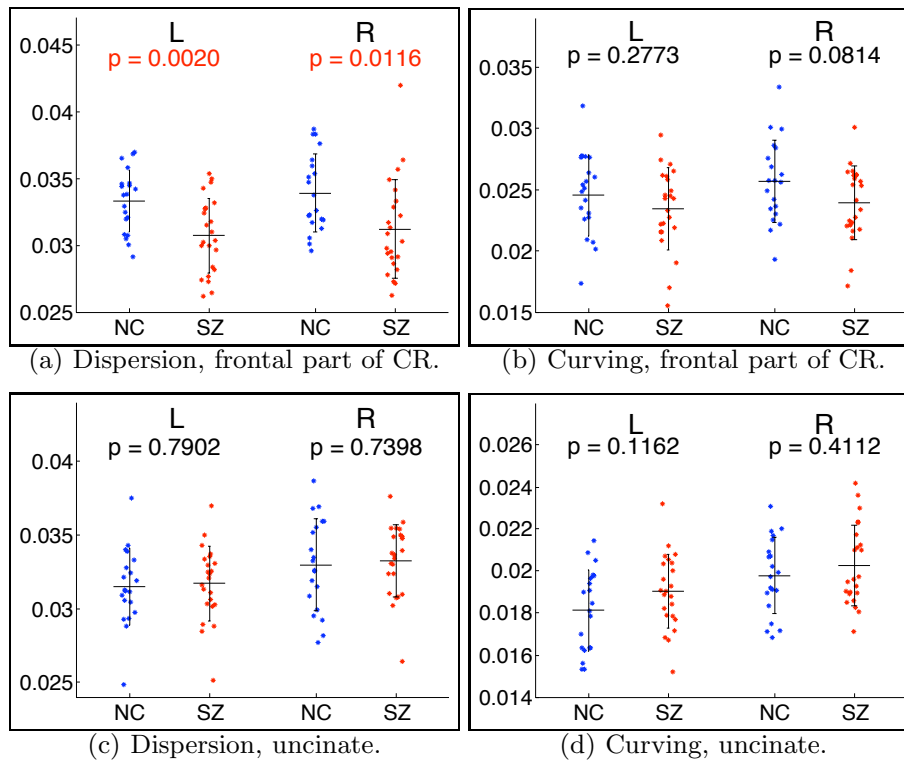 L R
p = 0.0020 p = 0.0116
0.045
0.04
0.035
0.03
0.025
NC SZ NC SZ
(a) Dispersion, frontal part of CR.
L R
p = 0.2773 p = 0.0814
0.035
0.03
0.025
0.02
0.015
NC SZ NC SZ
(b) Curving, frontal part of CR.
L R
p = 0.7902 p = 0.7398
0.04
0.035
0.03
0.025
NC SZ NC SZ
(c) Dispersion, uncinate.
L R
p = 0.1162 p = 0.4112
0.026
0.024
0.022
0.02
0.018
0.016
0.014
NC SZ NC SZ
(d) Curving, uncinate.